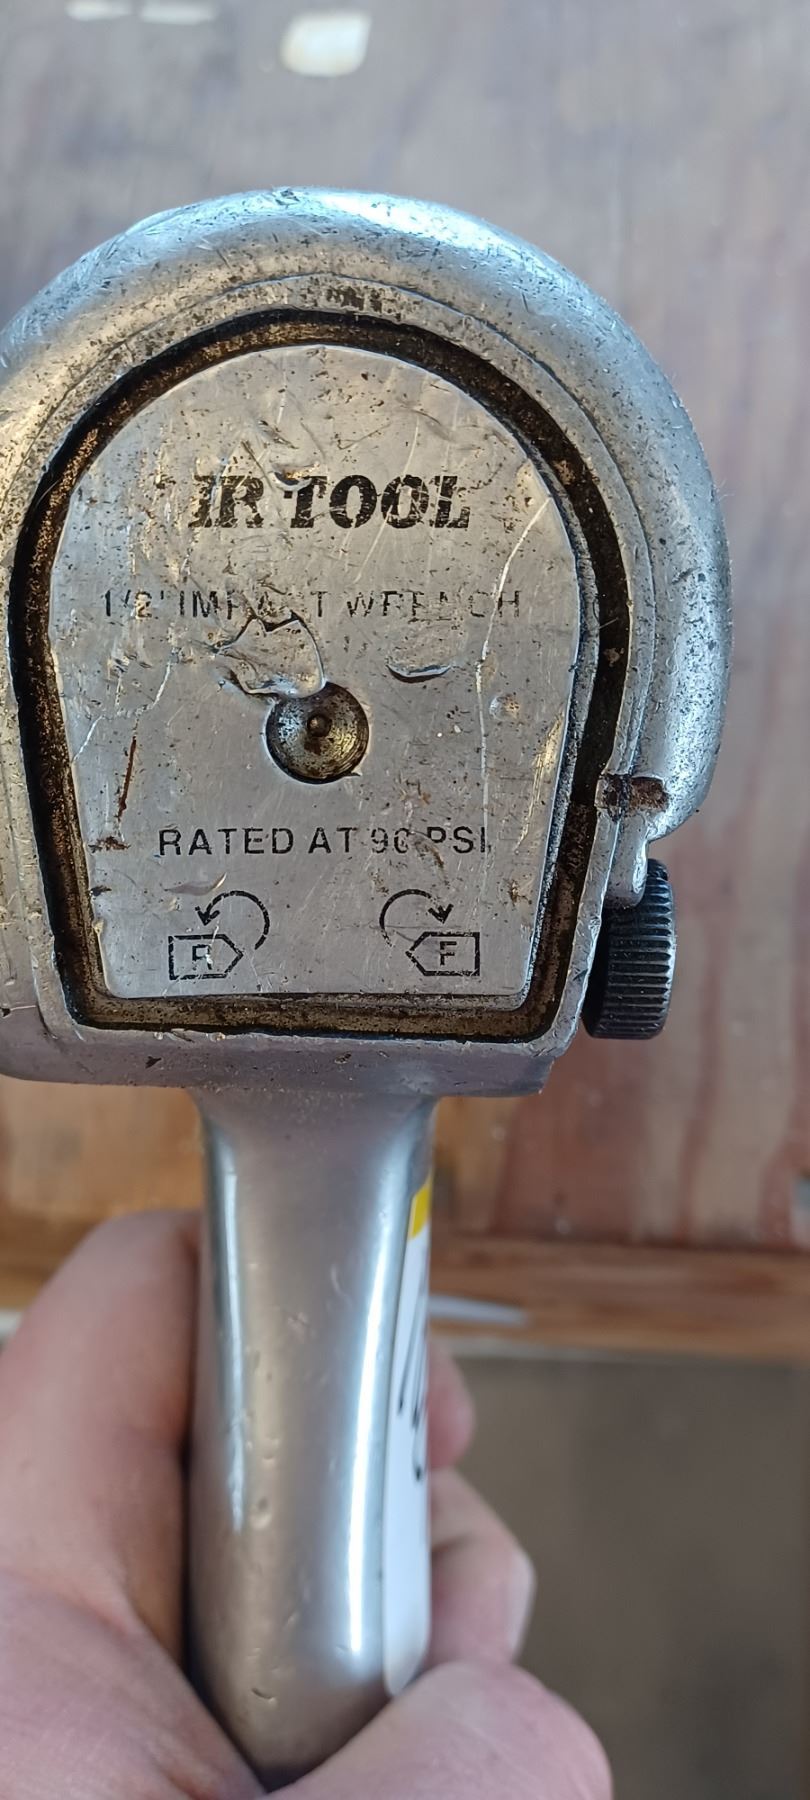 IR TOOL
1/2" IMPACT WRENCH
RATED AT 90 PSI
R F